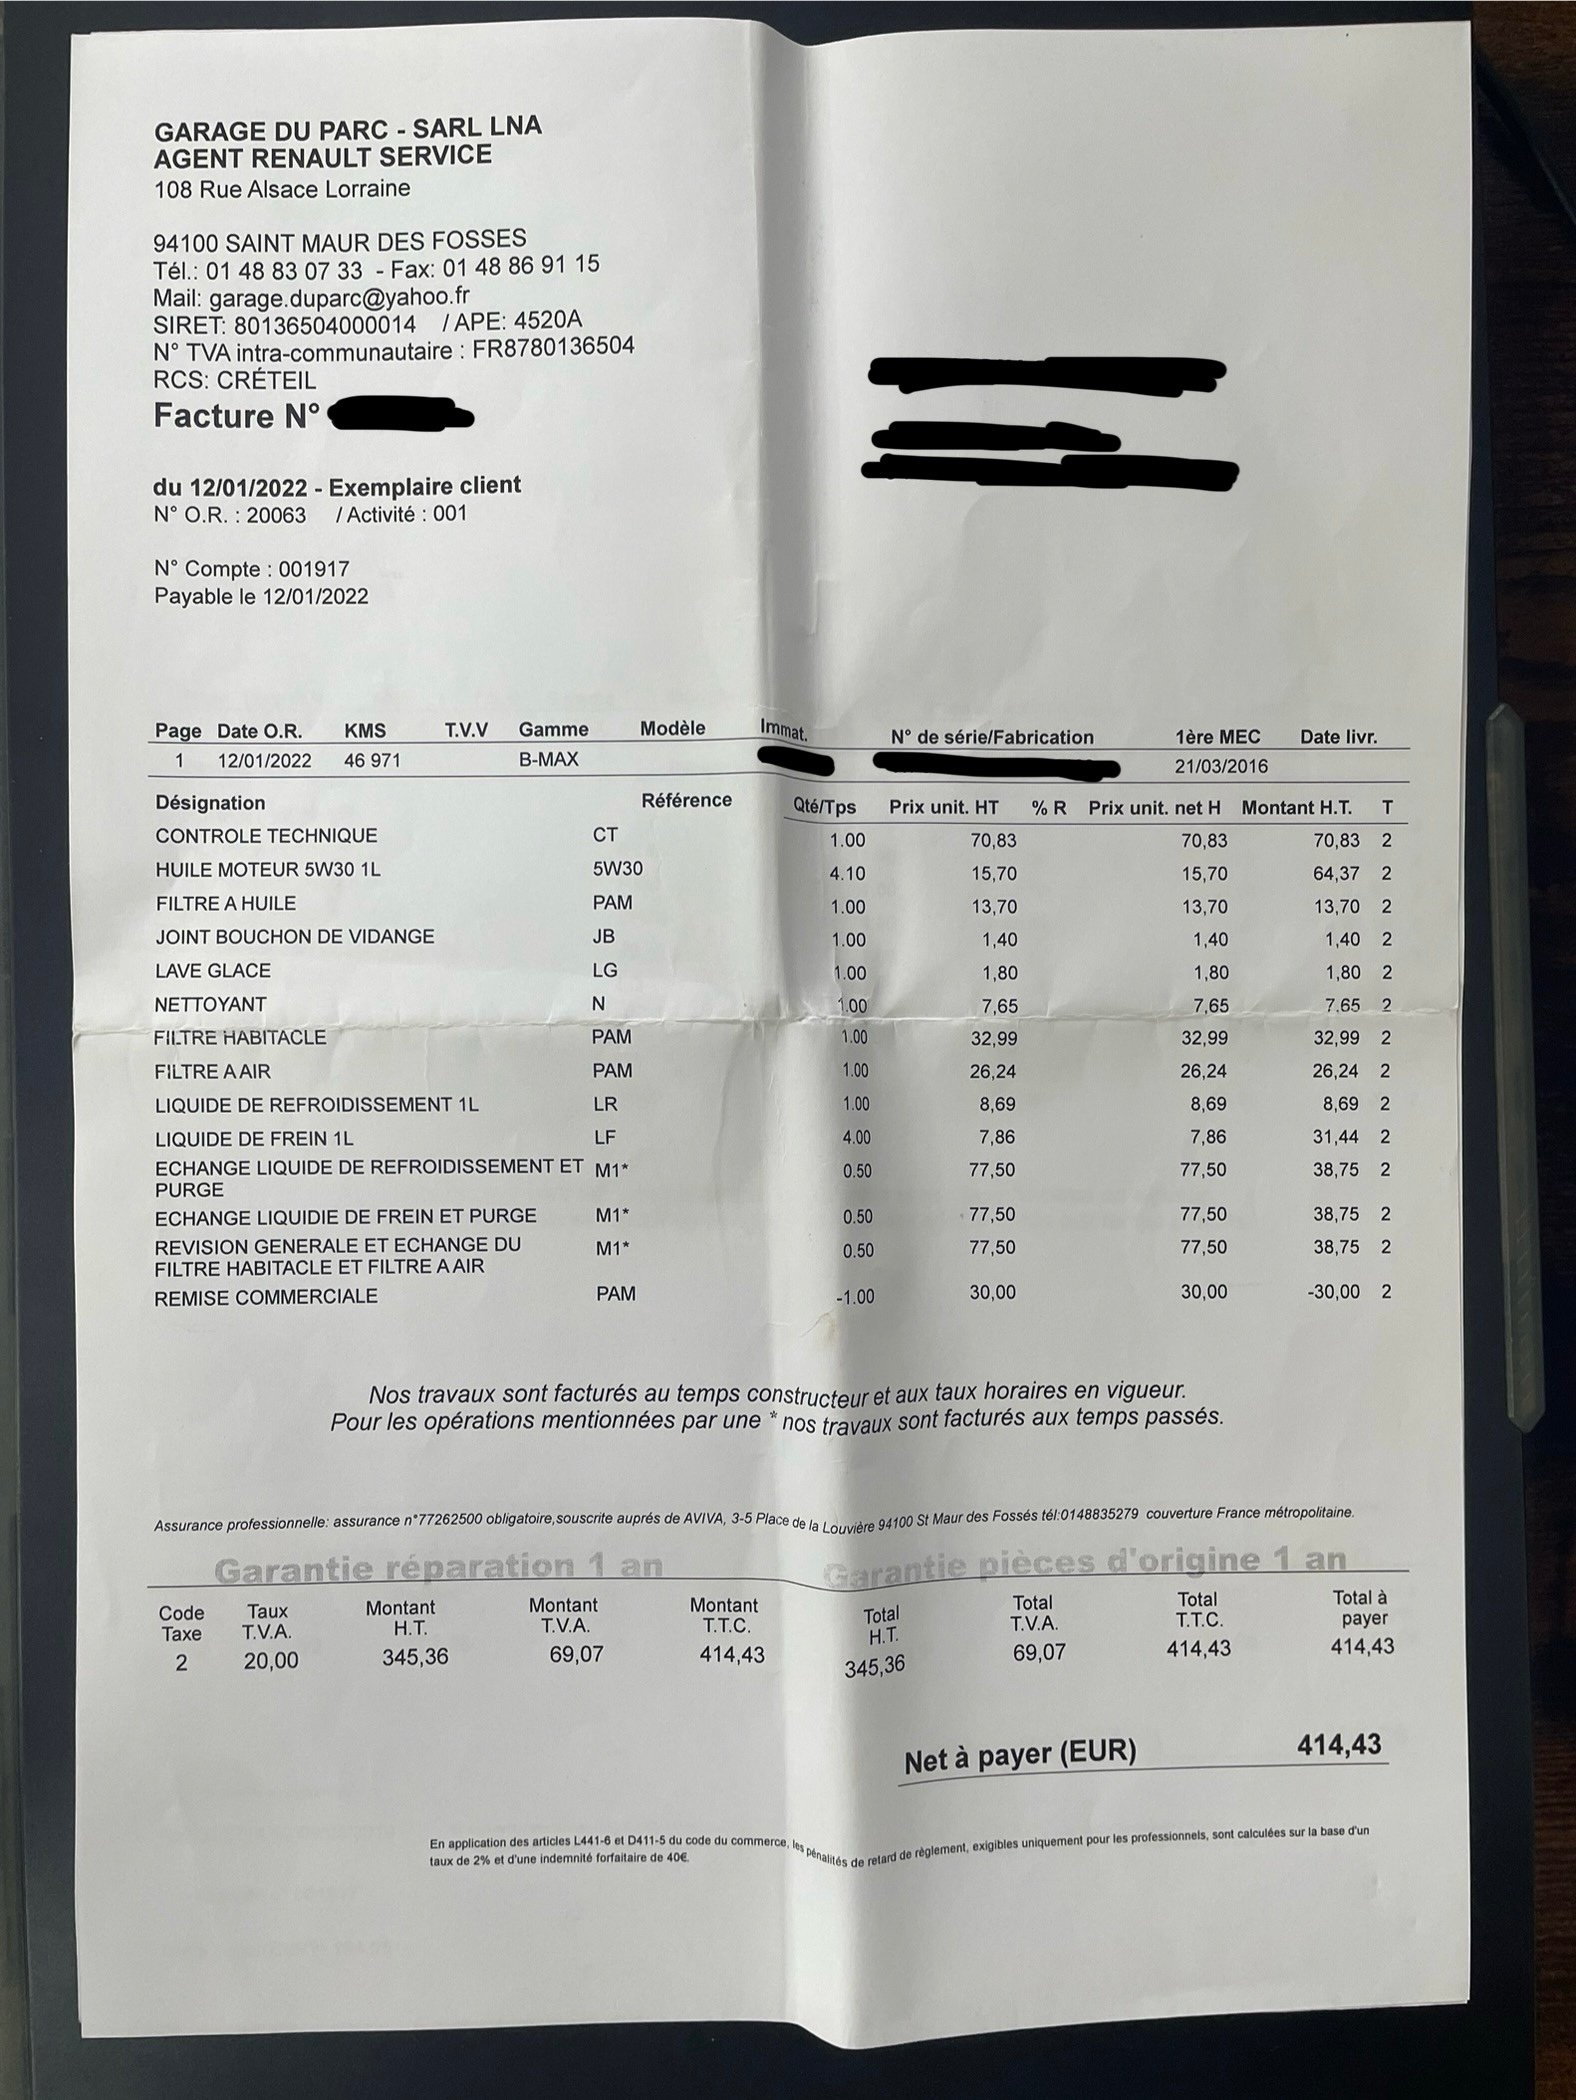 GARAGE DU PARC - SARL LNA
AGENT RENAULT SERVICE
108 Rue Alsace Lorraine
94100 SAINT MAUR DES FOSSES
Tél.: 01 48 83 07 33 - Fax: 01 48 86 91 15
Mail: garage.duparc@yahoo.fr
SIRET: 80136504000014 / APE: 4520A
N° TVA intra-communautaire : FR8780136504
RCS: CRÉTEIL
Facture N°
du 12/01/2022 - Exemplaire client
N° O.R. : 20063 / Activité : 001
N° Compte : 001917
Payable le 12/01/2022
Page Date O.R. KMS T.V.V Gamme Modèle Immat. N° de série/Fabrication 1ère MEC Date livr.
1 12/01/2022 46 971 B-MAX 21/03/2016
Désignation Référence Qté/Tps Prix unit. HT % R Prix unit. net H Montant H.T. T
CONTROLE TECHNIQUE CT 1.00 70,83 70,83 70,83 2
HUILE MOTEUR 5W30 1L 5W30 4.10 15,70 15,70 64,37 2
FILTRE A HUILE PAM 1.00 13,70 13,70 13,70 2
JOINT BOUCHON DE VIDANGE JB 1.00 1,40 1,40 1,40 2
LAVE GLACE LG 1.00 1,80 1,80 1,80 2
NETTOYANT N 1.00 7,65 7,65 7,65 2
FILTRE HABITACLE PAM 1.00 32,99 32,99 32,99 2
FILTRE A AIR PAM 1.00 26,24 26,24 26,24 2
LIQUIDE DE REFROIDISSEMENT 1L LR 1.00 8,69 8,69 8,69 2
LIQUIDE DE FREIN 1L LF 4.00 7,86 7,86 31,44 2
ECHANGE LIQUIDE DE REFROIDISSEMENT ET M1* 0.50 77,50 77,50 38,75 2
PURGE
ECHANGE LIQUIDIE DE FREIN ET PURGE M1* 0.50 77,50 77,50 38,75 2
REVISION GENERALE ET ECHANGE DU M1* 0.50 77,50 77,50 38,75 2
FILTRE HABITACLE ET FILTRE A AIR
REMISE COMMERCIALE PAM -1.00 30,00 30,00 -30,00 2
Nos travaux sont facturés au temps constructeur et aux taux horaires en vigueur.
Pour les opérations mentionnées par une * nos travaux sont facturés aux temps passés.
Assurance professionnelle: assurance n°77262500 obligatoire,souscrite auprés de AVIVA, 3-5 Place de la Louvière 94100 St Maur des Fossés tél:0148835279 couverture France métropolitaine.
Garantie réparation 1 an Garantie pièces d'origine 1 an
Code Taux Montant Montant Montant Total Total Total Total à
Taxe T.V.A. H.T. T.V.A. T.T.C. H.T. T.V.A. T.T.C. payer
2 20,00 345,36 69,07 414,43 345,36 69,07 414,43 414,43
Net à payer (EUR) 414,43
En application des articles L441-6 et D411-5 du code du commerce, les pénalités de retard de règlement, exigibles uniquement pour les professionnels, sont calculées sur la base d'un
taux de 2% et d'une indemnité forfaitaire de 40€.